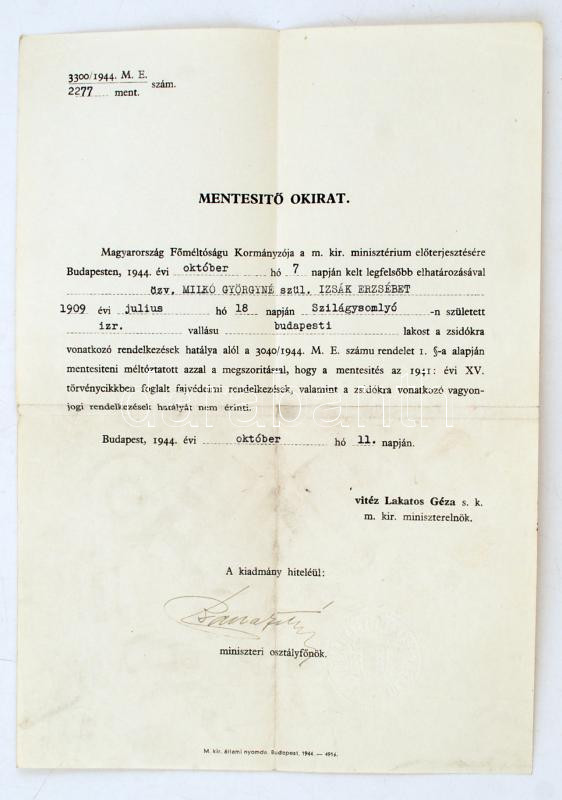 3300/1944. M. E.
szám.
2277 ment.
MENTESITŐ OKIRAT.
Magyarország Főméltóságu Kormányzója a m. kir. minisztérium előterjesztésére
Budapesten, 1944. évi október hó 7 napján kelt legfelsőbb elhatározásával
özv. MILKÓ GYÖRGYNÉ szül. IZSÁK ERZSÉBET
1909 évi julius hó 18 napján Szilágysomlyó -n született
izr. vallásu budapesti lakost a zsidókra
vonatkozó rendelkezések hatálya alól a 3040/1944. M. E. számu rendelet 1. §-a alapján
mentesiteni méltóztatott azzal a megszoritással, hogy a mentesités az 1941: évi XV.
törvénycikkben foglalt fajvédelmi rendelkezések, valamint a zsidókra vonatkozó vagyon-
jogi rendelkezések hatályát nem érinti.
darabanth
Budapest, 1944. évi október hó 11. napján.
vitéz Lakatos Géza s. k.
m. kir. miniszterelnök.
A kiadmány hiteléül:
miniszteri osztályfőnök.
M. kir. állami nyomda. Budapest, 1944. — 4916.